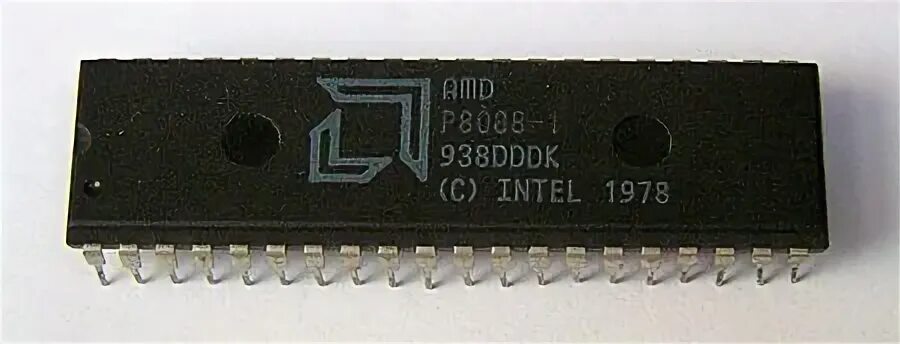 AMD
P8088-1
938DDDK
(C) INTEL 1978